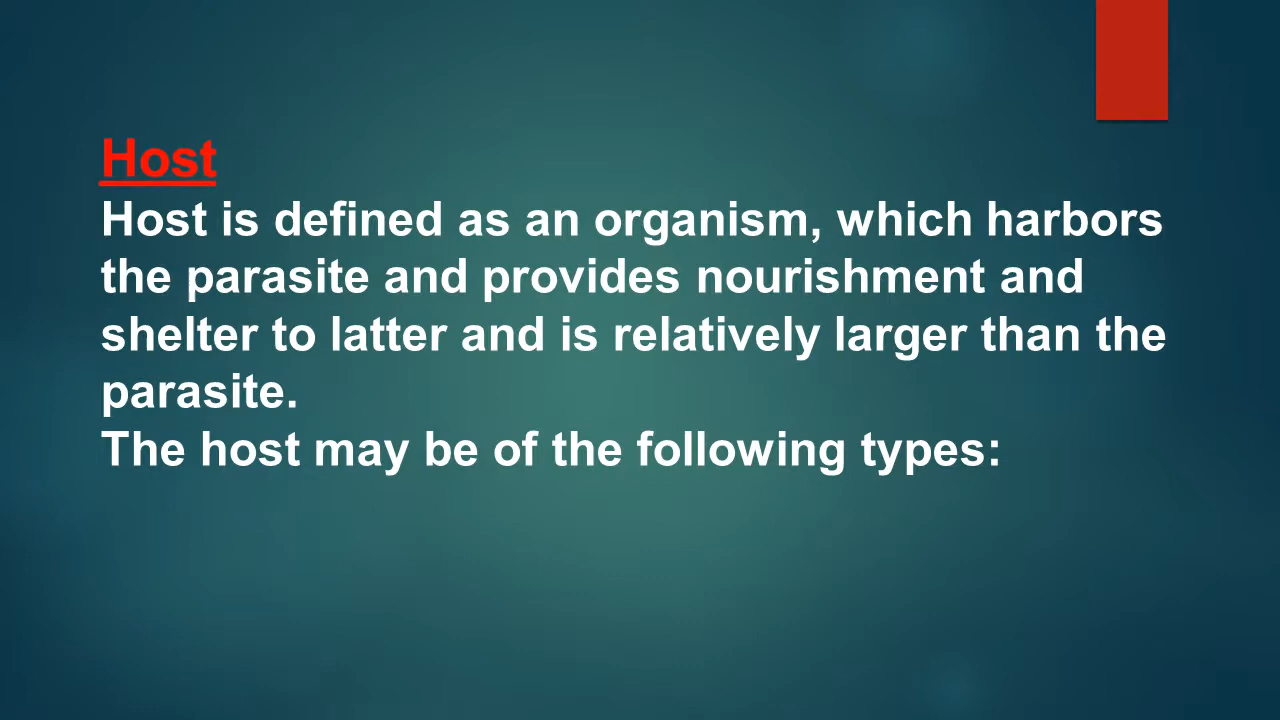 Host
Host is defined as an organism, which harbors
the parasite and provides nourishment and
shelter to latter and is relatively larger than the
parasite.
The host may be of the following types: